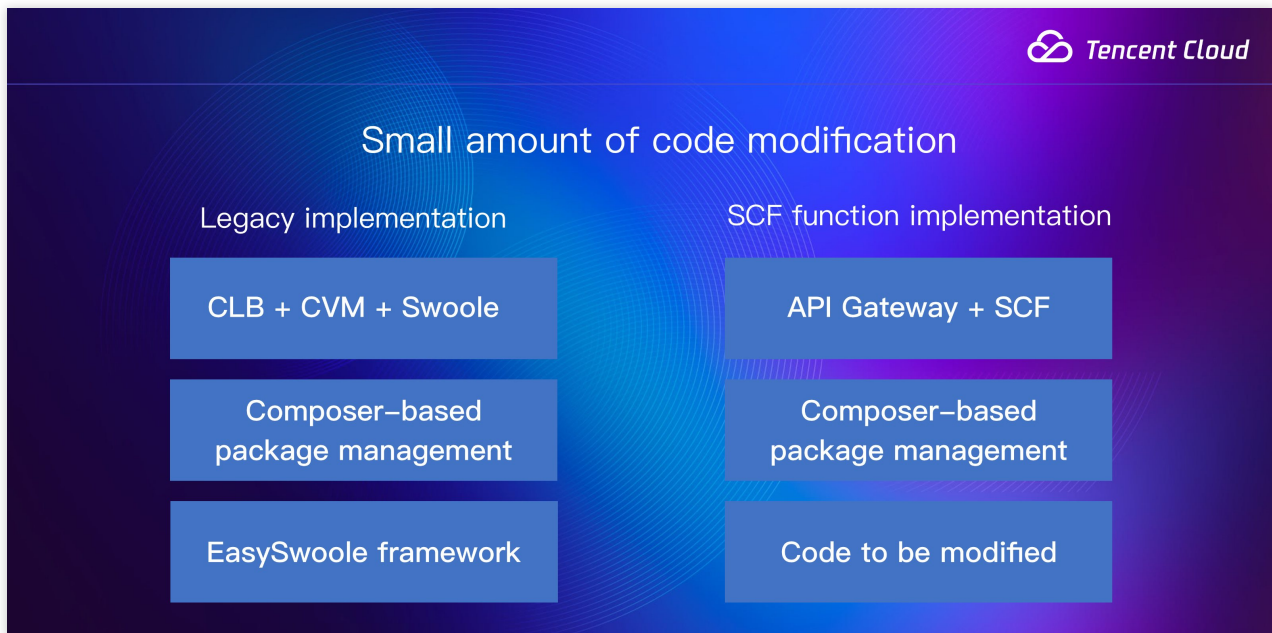 Tencent Cloud
Small amount of code modification
Legacy implementation
CLB + CVM + Swoole
Composer-based
package management
EasySwoole framework
SCF function implementation
API Gateway + SCF
Composer-based
package management
Code to be modified